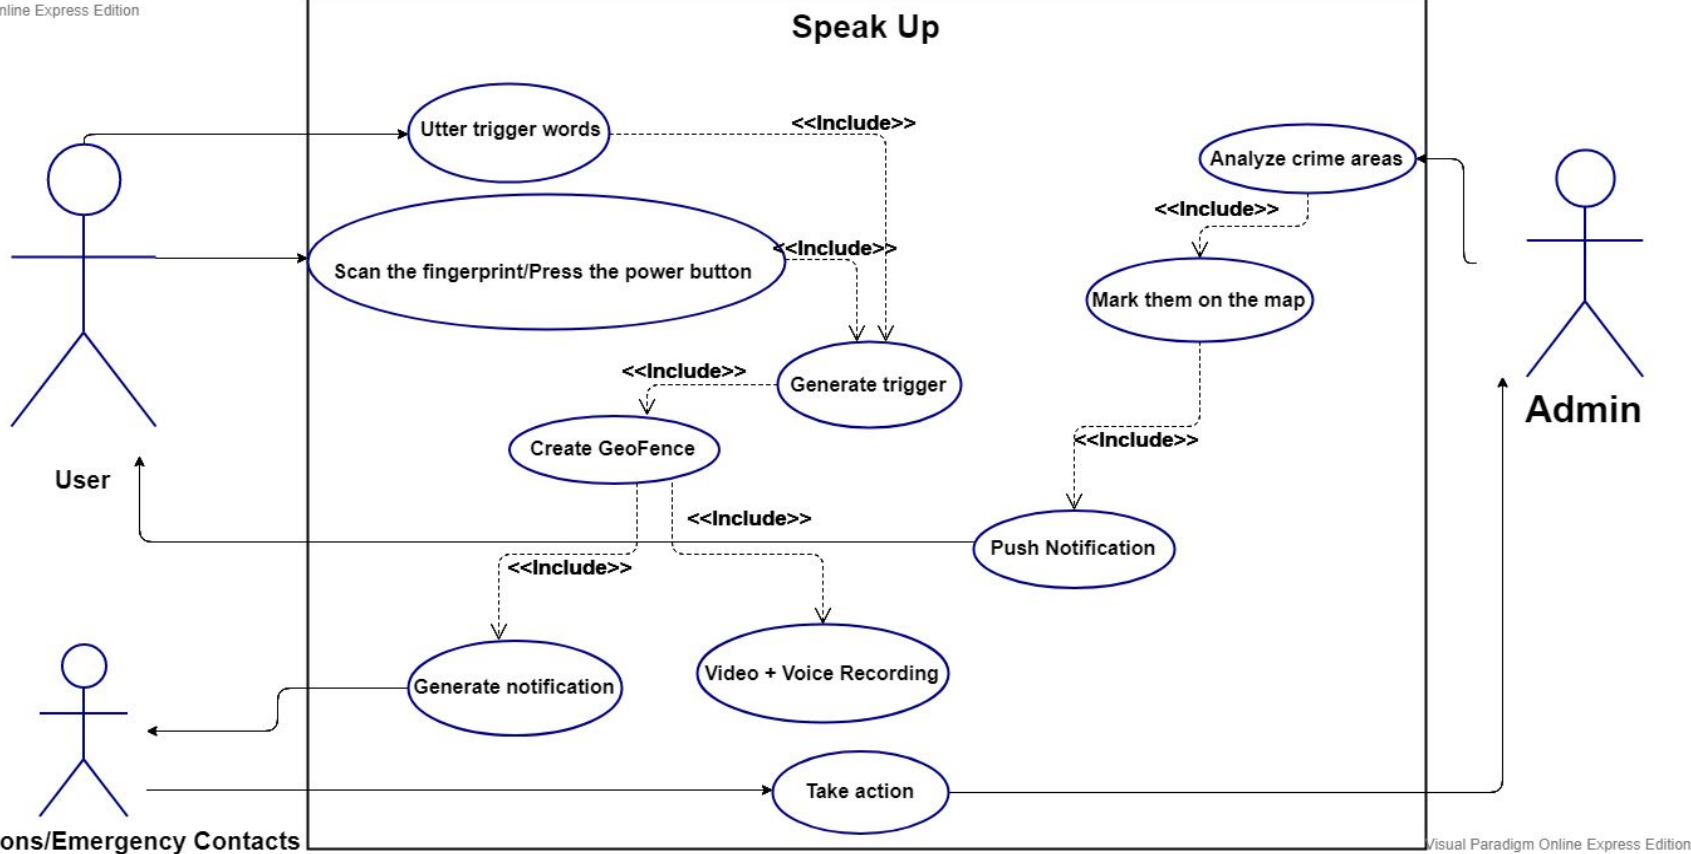 nline Express Edition
Speak Up
Utter trigger words
<<Include>>
Analyze crime areas
<<Include>>
<<Include>>
Scan the fingerprint/Press the power button
Mark them on the map
<<Include>>
Generate trigger
Admin
<<Include>>
Create GeoFence
User
<<Include>>
Push Notification
<<Include>>
Video + Voice Recording
Generate notification
Take action
ons/Emergency Contacts
Visual Paradigm Online Express Edition